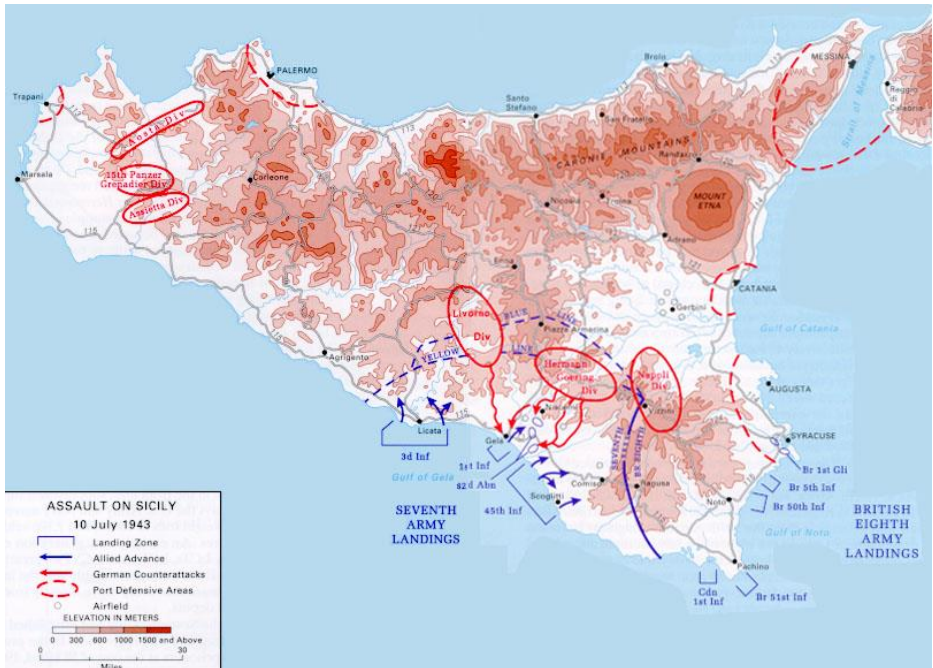 PALERMO
Trapani
Aosta Div
15th Panzer
Grenadier Div
Assietta Div
Marsala
Corleone
113
115
Agrigento
Santo
Stefano
Brolo
113
San Fratello
CARONIE MOUNTAINS
Randazzo
MESSINA
Strait of Messina
Reggio
di
Calabria
Nicosia
Troina
MOUNT
ETNA
Adrano
Enna
CATANIA
Gerbini
Gulf of Catania
Livorno
Div
BLUE LINE
YELLOW LINE
Piazza Armerina
Hermann
Goering
Div
Napoli
Div
Vizzini
AUGUSTA
SYRACUSE
Licata
3d Inf
Gulf of Gela
115
Gela
Niscemi
1st Inf
82d Abn
45th Inf
Scoglitti
Comiso
Ragusa
SEVENTH
XXXX
BR EIGHTH
Noto
Gulf of Noto
Pachino
Br 1st Gli
Br 5th Inf
Br 50th Inf
Cdn
1st Inf
Br 51st Inf
SEVENTH
ARMY
LANDINGS
BRITISH
EIGHTH
ARMY
LANDINGS
ASSAULT ON SICILY
10 July 1943
Landing Zone
Allied Advance
German Counterattacks
Port Defensive Areas
Airfield
ELEVATION IN METERS
0 300 600 1000 1500 and Above
0 30
Miles